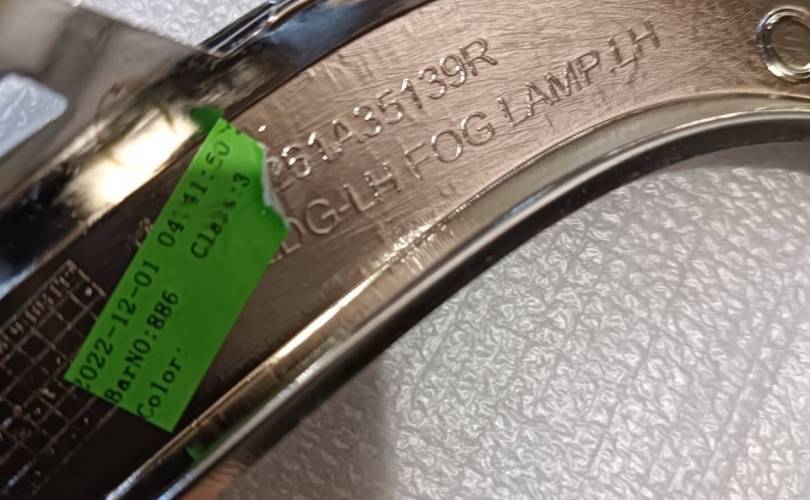 261A35139R
DG-LH FOG LAMP.LH
2022-12-01 04:41:50
BarNO:886 Class:3
Color: